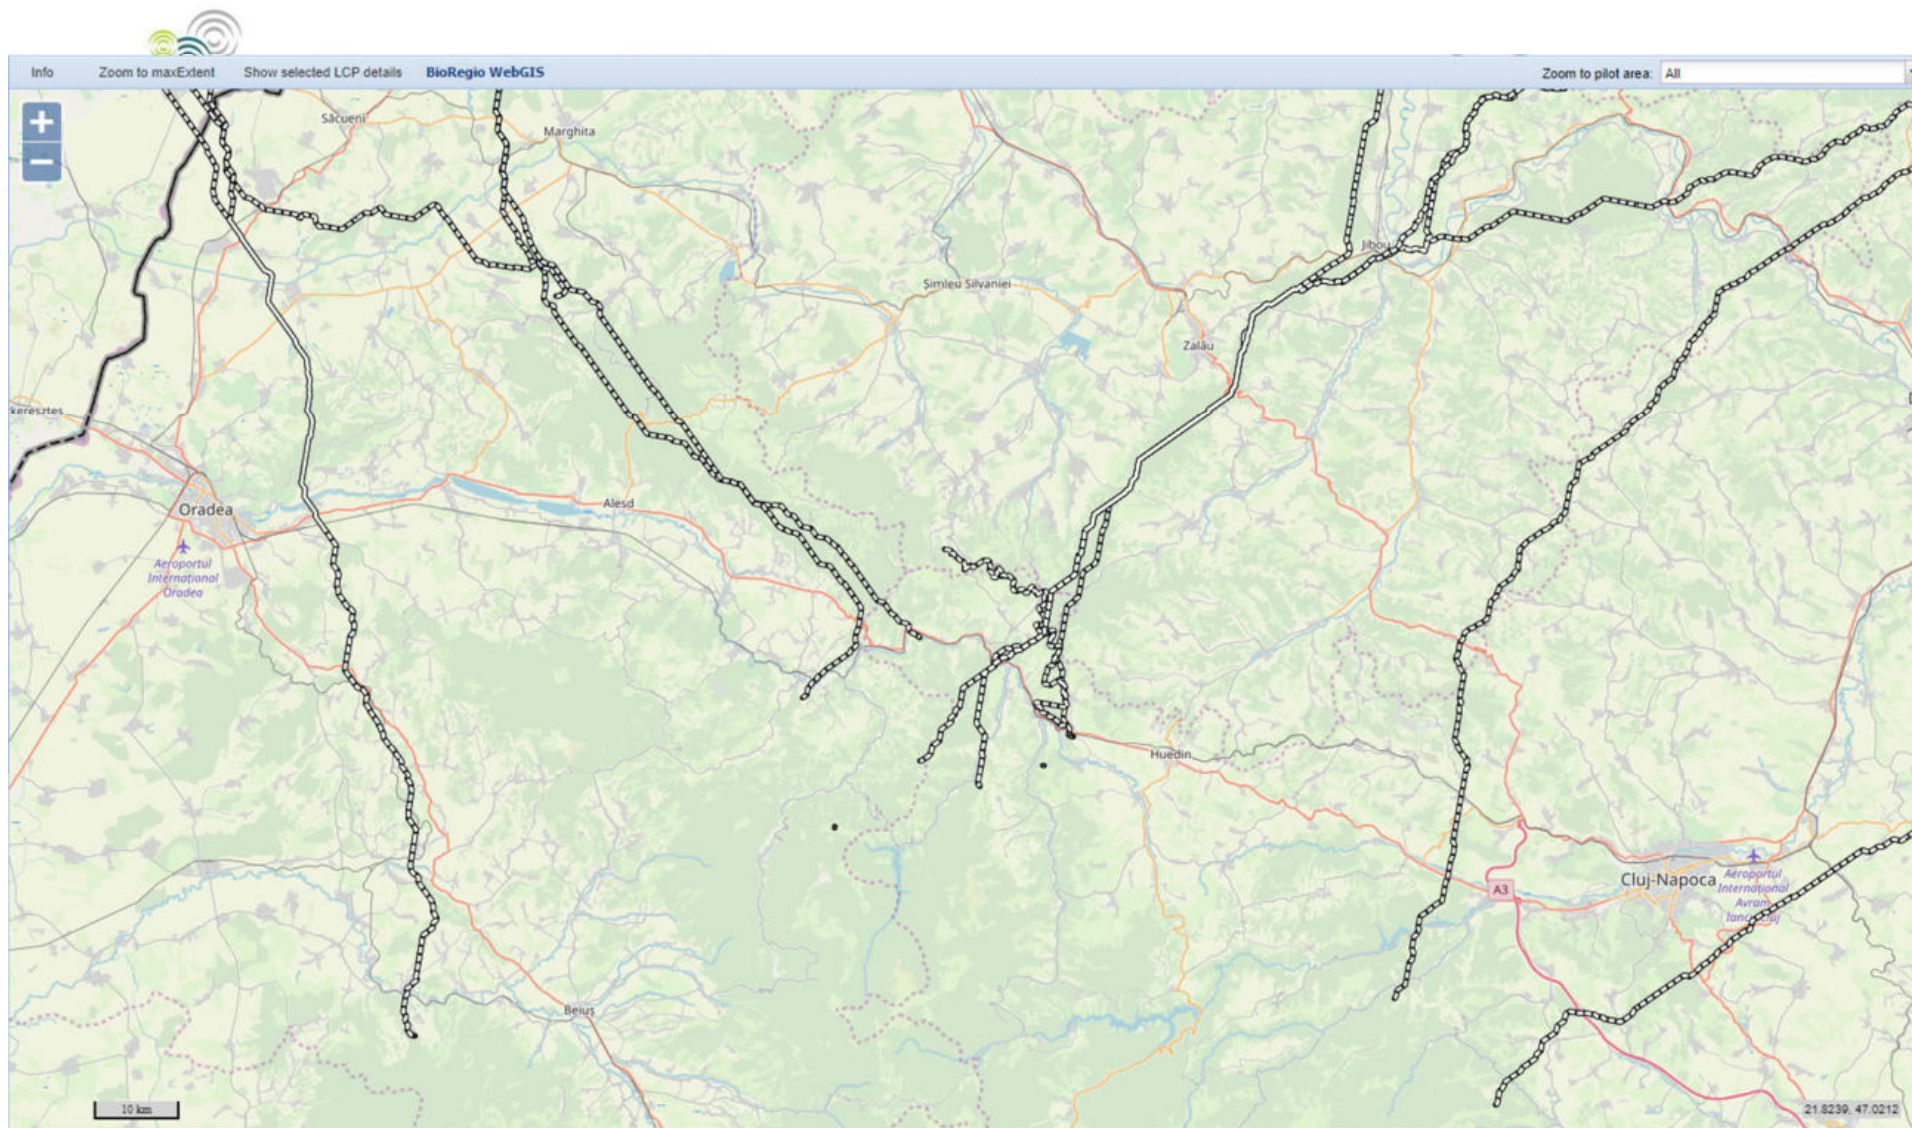 Info
Zoom to maxExtent
Show selected LCP details
BioRegio WebGIS
Zoom to pilot area:
All
+
−
Săcueni
Marghita
Jibou
Șimleu Silvaniei
Zalău
keresztes
Oradea
Alesd
Aeroportul
Internațional
Oradea
Huedin
A3
Cluj-Napoca
Aeroportul
Internațional
Avram
Iancu Cluj
Beiuș
10 km
21.8239, 47.0212